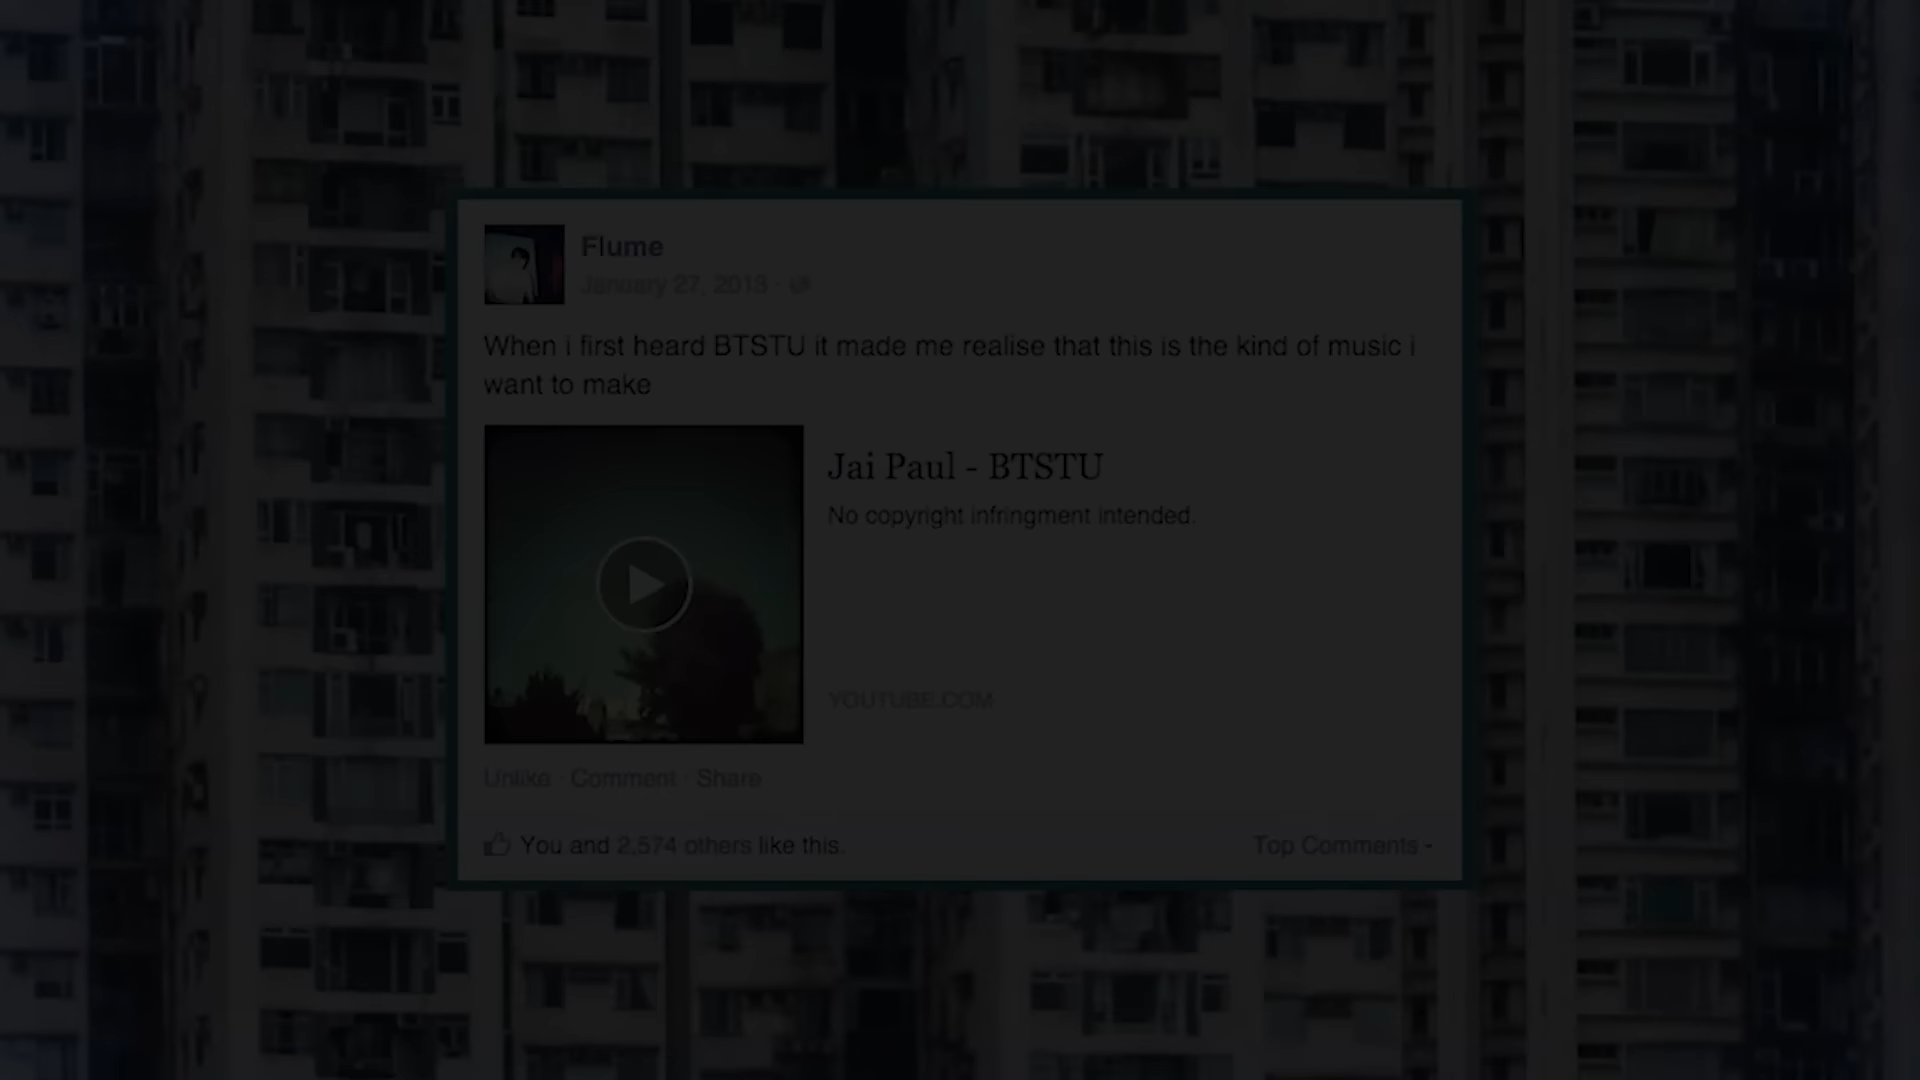 Flume
January 27, 2013 ·
When i first heard BTSTU it made me realise that this is the kind of music i
want to make
Jai Paul - BTSTU
No copyright infringment intended.
YOUTUBE.COM
Unlike · Comment · Share
You and 2,574 others like this.
Top Comments